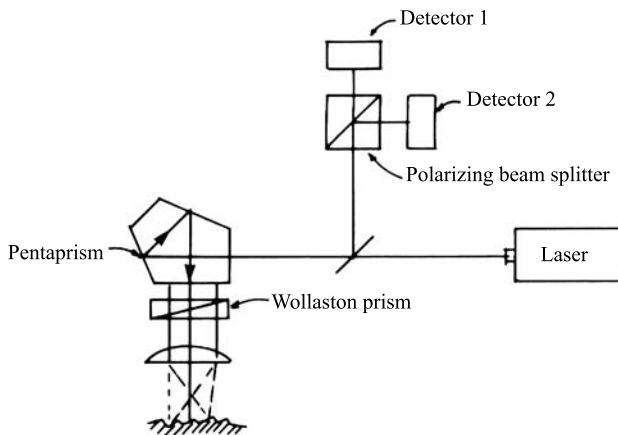 Detector 1
Detector 2
Polarizing beam splitter
Pentaprism
Laser
Wollaston prism